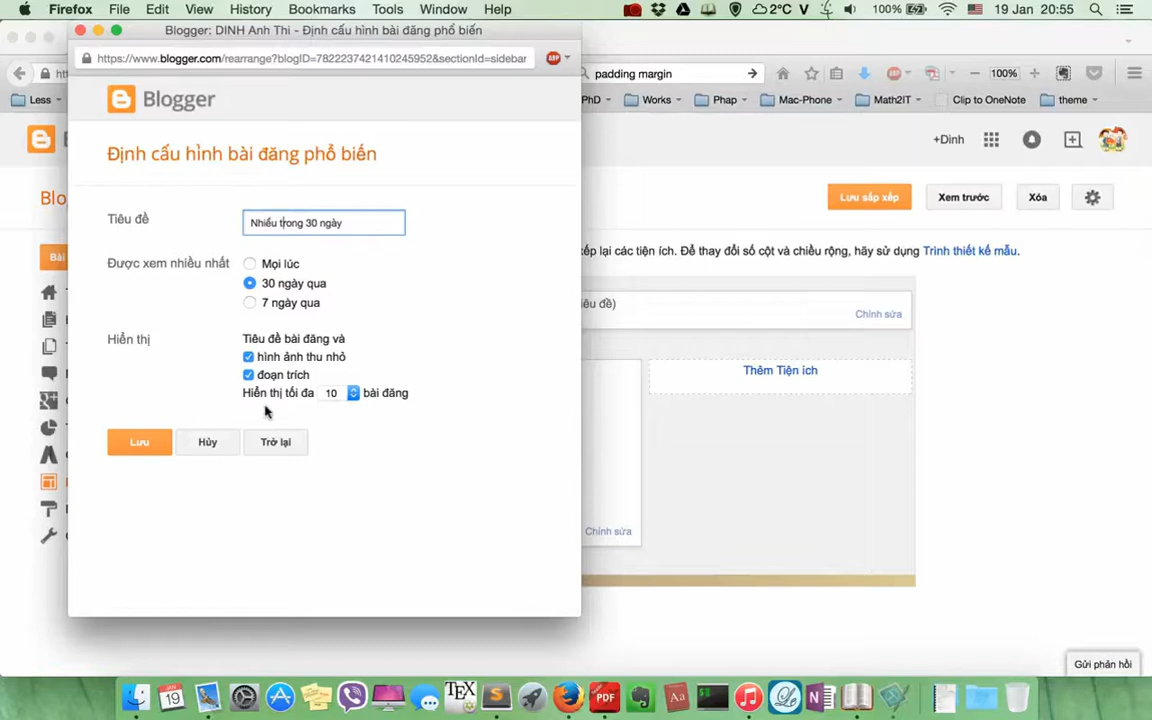 Firefox File Edit View History Bookmarks Tools Window Help 2°C V 100% 19 Jan 20:55
Blogger: DINH Anh Thi - Định cấu hình bài đăng phổ biến
https://www.blogger.com/rearrange?blogID=7822237421410245952&sectionId=sidebar
padding margin
100%
Less
PhD Works Phap Mac-Phone Math2IT Clip to OneNote theme
Blogger
+Dinh
Định cấu hình bài đăng phổ biến
Blo
Lưu sắp xếp Xem trước Xóa
Tiêu đề Nhiều trong 30 ngày
Bài
xếp lại các tiện ích. Để thay đổi số cột và chiều rộng, hãy sử dụng Trình thiết kế mẫu.
Được xem nhiều nhất Mọi lúc
30 ngày qua
7 ngày qua
iêu đề)
Chỉnh sửa
Hiển thị Tiêu đề bài đăng và
hình ảnh thu nhỏ
đoạn trích
Hiển thị tối đa 10 bài đăng
Thêm Tiện ích
Lưu Hủy Trở lại
Chỉnh sửa
Gửi phản hồi